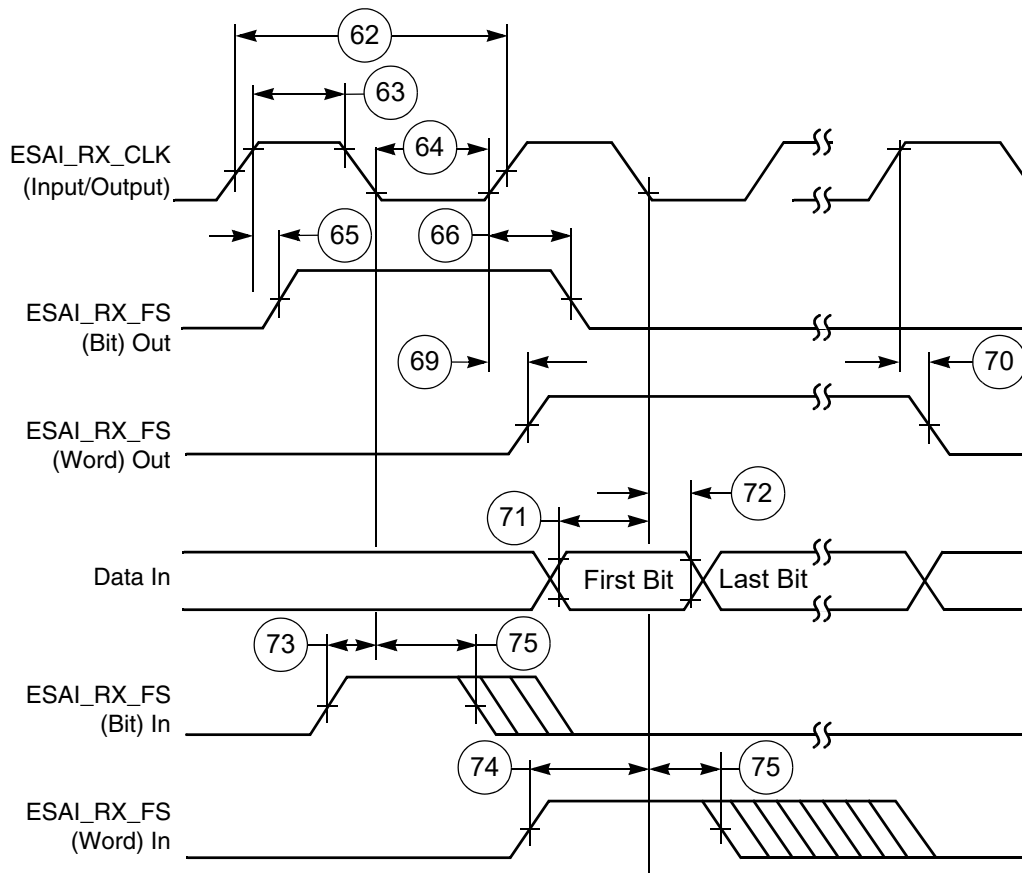 62
63
ESAI_RX_CLK
(Input/Output)
64
65
66
ESAI_RX_FS
(Bit) Out
69
70
ESAI_RX_FS
(Word) Out
71
72
Data In
First Bit
Last Bit
73
75
ESAI_RX_FS
(Bit) In
74
75
ESAI_RX_FS
(Word) In